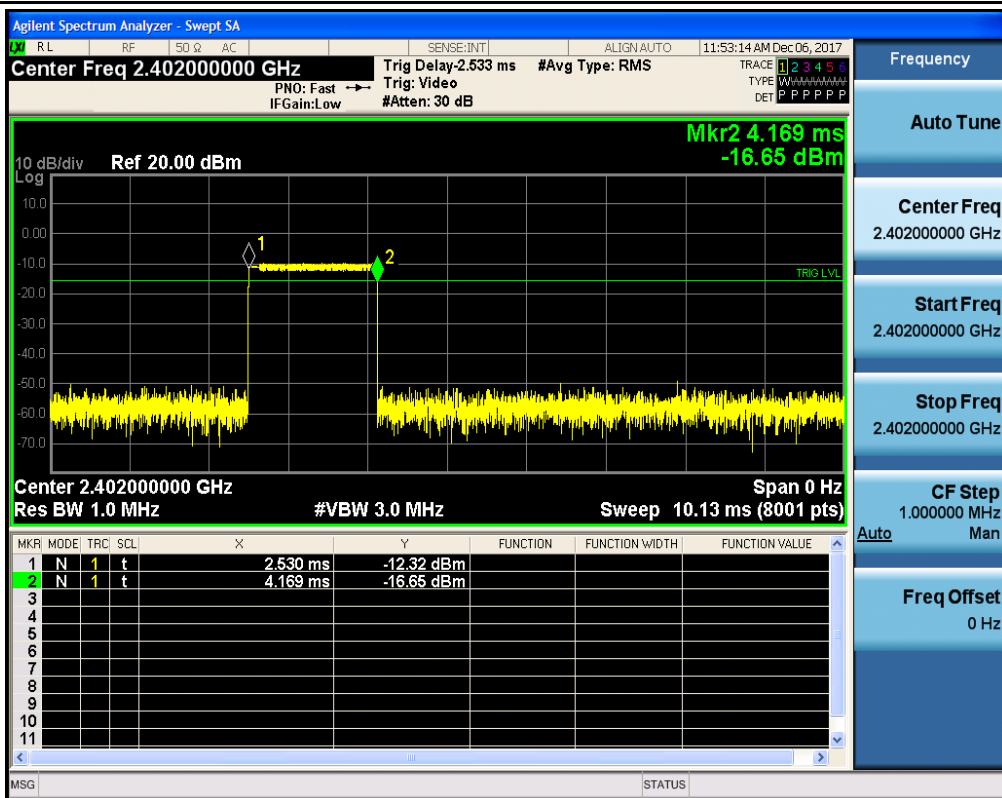 Agilent Spectrum Analyzer - Swept SA
LXI RL RF 50 Ω AC SENSE:INT ALIGN AUTO 11:53:14 AM Dec 06, 2017
Center Freq 2.402000000 GHz
PNO: Fast
IFGain:Low
Trig Delay-2.533 ms
Trig: Video
#Atten: 30 dB
#Avg Type: RMS
TRACE 1 2 3 4 5 6
TYPE
DET P P P P P P
Mkr2 4.169 ms
-16.65 dBm
10 dB/div Ref 20.00 dBm
Log
10.0
0.00
-10.0
-20.0
-30.0
-40.0
-50.0
-60.0
-70.0
1
2
TRIG LVL
Center 2.402000000 GHz Span 0 Hz
Res BW 1.0 MHz #VBW 3.0 MHz Sweep 10.13 ms (8001 pts)
MKR MODE TRC SCL X Y FUNCTION FUNCTION WIDTH FUNCTION VALUE
1 N 1 t 2.530 ms -12.32 dBm
2 N 1 t 4.169 ms -16.65 dBm
3
4
5
6
7
8
9
10
11
MSG STATUS
Frequency
Auto Tune
Center Freq
2.402000000 GHz
Start Freq
2.402000000 GHz
Stop Freq
2.402000000 GHz
CF Step
1.000000 MHz
Auto Man
Freq Offset
0 Hz